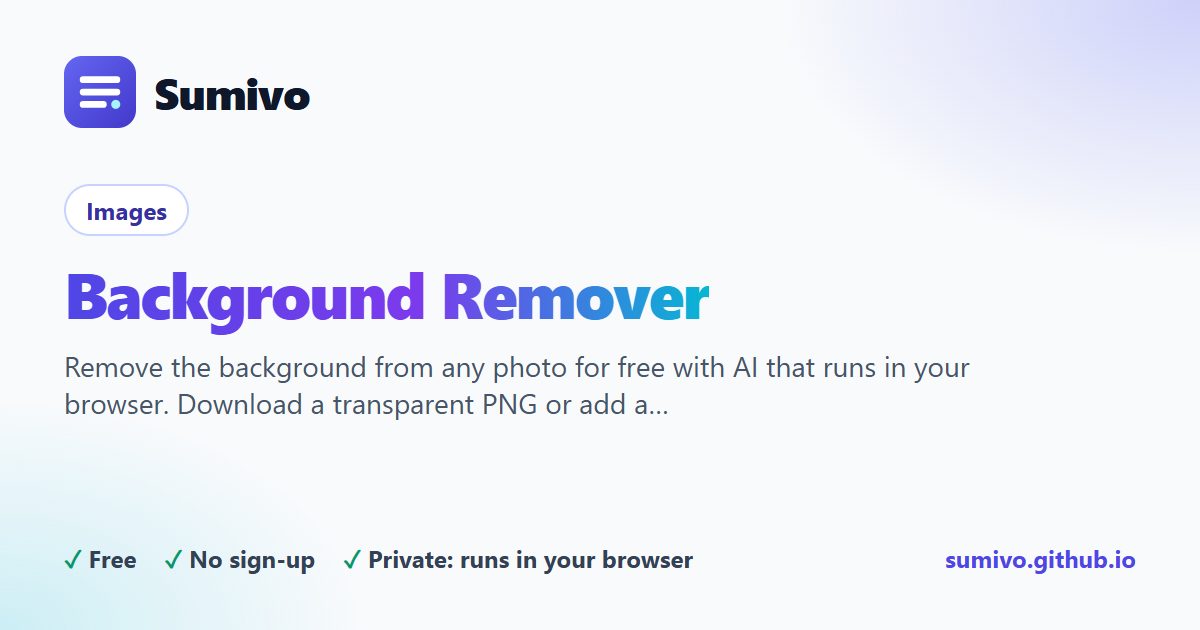 Sumivo
Images
Background Remover
Remove the background from any photo for free with AI that runs in your
browser. Download a transparent PNG or add a...
✓ Free ✓ No sign-up ✓ Private: runs in your browser
sumivo.github.io